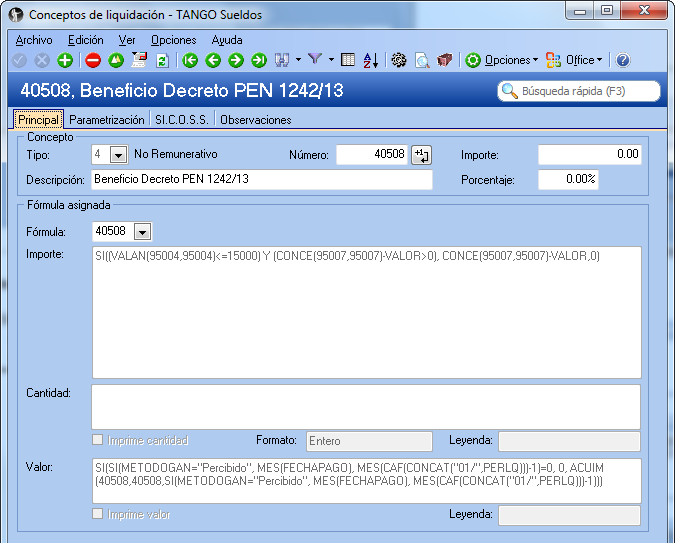 Conceptos de liquidación - TANGO Sueldos
Archivo Edición Ver Opciones Ayuda
Opciones Office
40508, Beneficio Decreto PEN 1242/13
Búsqueda rápida (F3)
Principal Parametrización SI.C.O.S.S. Observaciones
Concepto
Tipo: 4 No Remunerativo Número: 40508 +1 Importe: 0.00
Descripción: Beneficio Decreto PEN 1242/13 Porcentaje: 0.00%
Fórmula asignada
Fórmula: 40508
Importe: SI((VALAN(95004,95004)<=15000) Y (CONCE(95007,95007)-VALOR>0), CONCE(95007,95007)-VALOR,0)
Cantidad:
Imprime cantidad Formato: Entero Leyenda:
Valor: SI(SI(METODOGAN="Percibido", MES(FECHAPAGO), MES(CAF(CONCAT("01/",PERLQ)))-1)=0, 0, ACUIM
(40508,40508,SI(METODOGAN="Percibido", MES(FECHAPAGO), MES(CAF(CONCAT("01/",PERLQ)))-1)))
Imprime valor Leyenda: